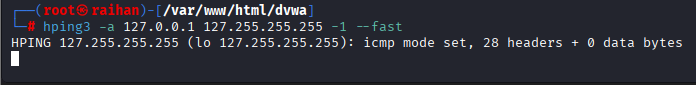 ┌──(root㉿raihan)-[/var/www/html/dvwa]
└─# hping3 -a 127.0.0.1 127.255.255.255 -1 --fast
HPING 127.255.255.255 (lo 127.255.255.255): icmp mode set, 28 headers + 0 data bytes